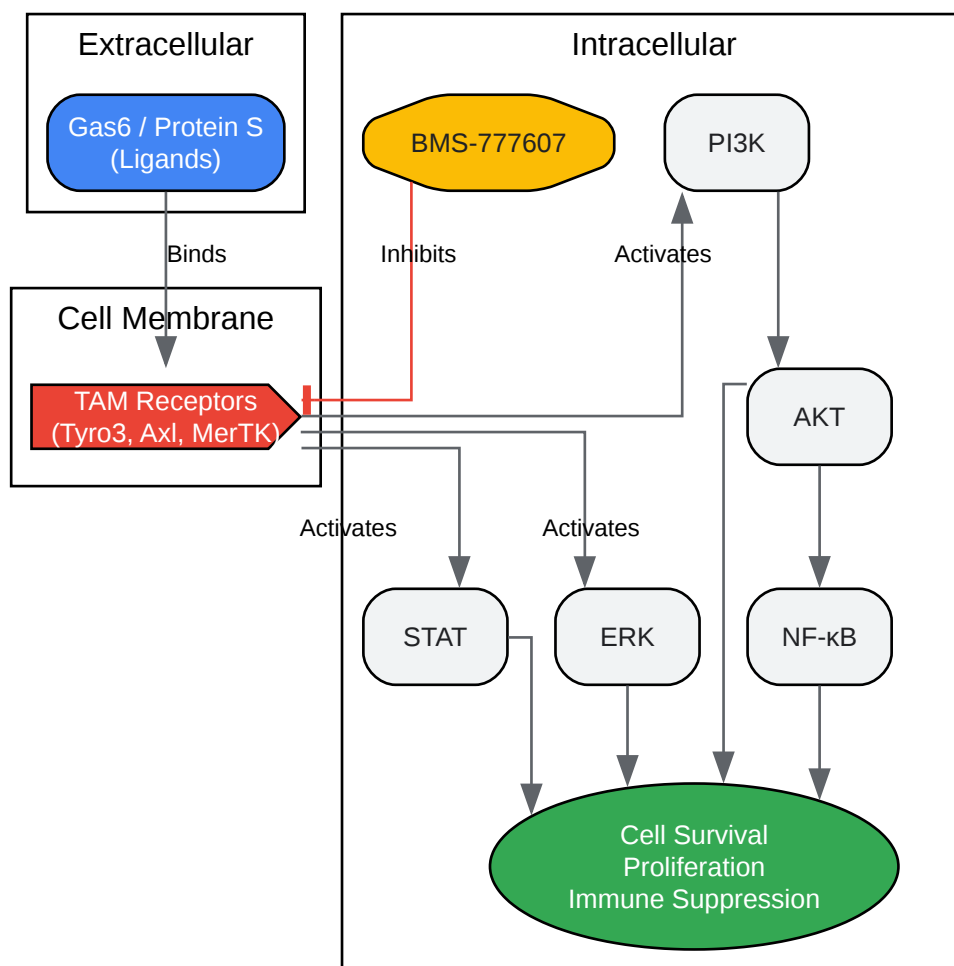 Extracellular
Intracellular
Gas6 / Protein S
(Ligands)
BMS-777607
PI3K
Binds
Inhibits
Activates
Cell Membrane
TAM Receptors
(Tyro3, Axl, MerTK)
AKT
Activates
Activates
STAT
ERK
NF-κB
Cell Survival
Proliferation
Immune Suppression